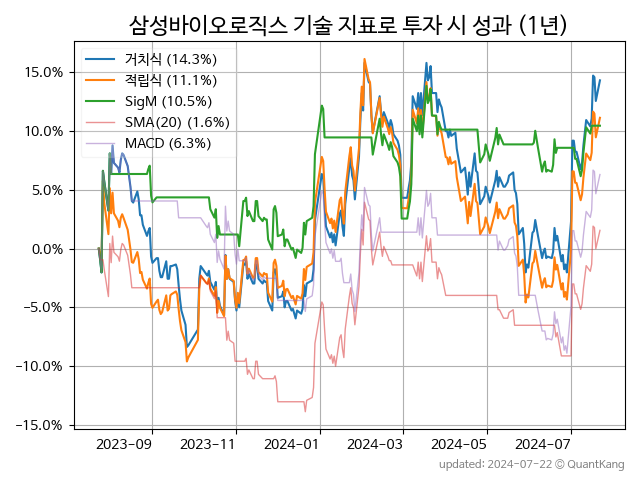 삼성바이오로직스 기술 지표로 투자 시 성과 (1년)
거치식 (14.3%)
적립식 (11.1%)
SigM (10.5%)
SMA(20) (1.6%)
MACD (6.3%)
15.0%
10.0%
5.0%
0.0%
−5.0%
−10.0%
−15.0%
2023-09 2023-11 2024-01 2024-03 2024-05 2024-07
updated: 2024-07-22 © QuantKang